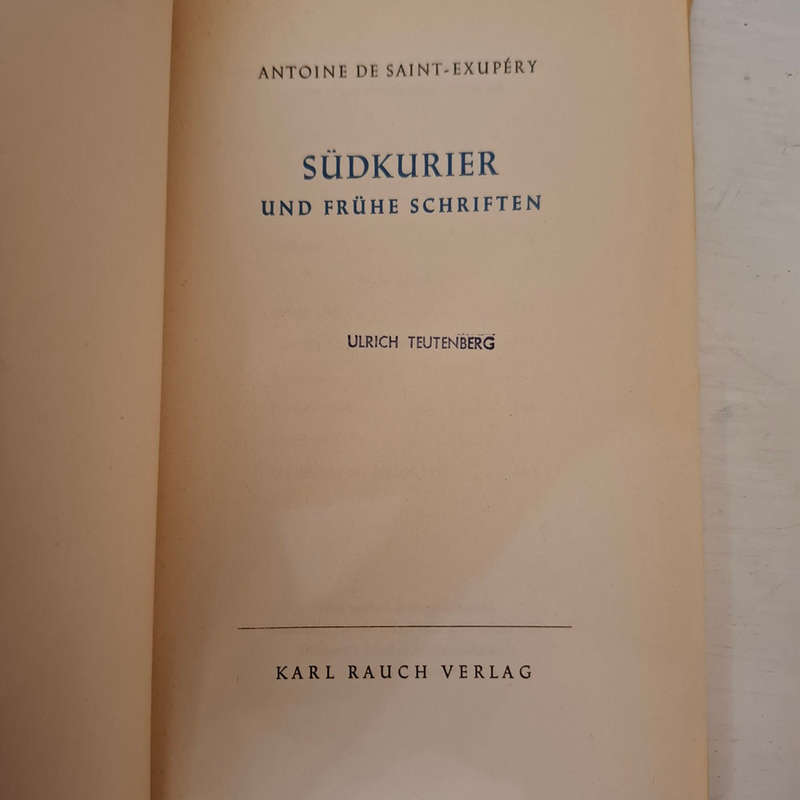 ANTOINE DE SAINT-EXUPÉRY
SÜDKURIER
UND FRÜHE SCHRIFTEN
ULRICH TEUTENBERG
KARL RAUCH VERLAG